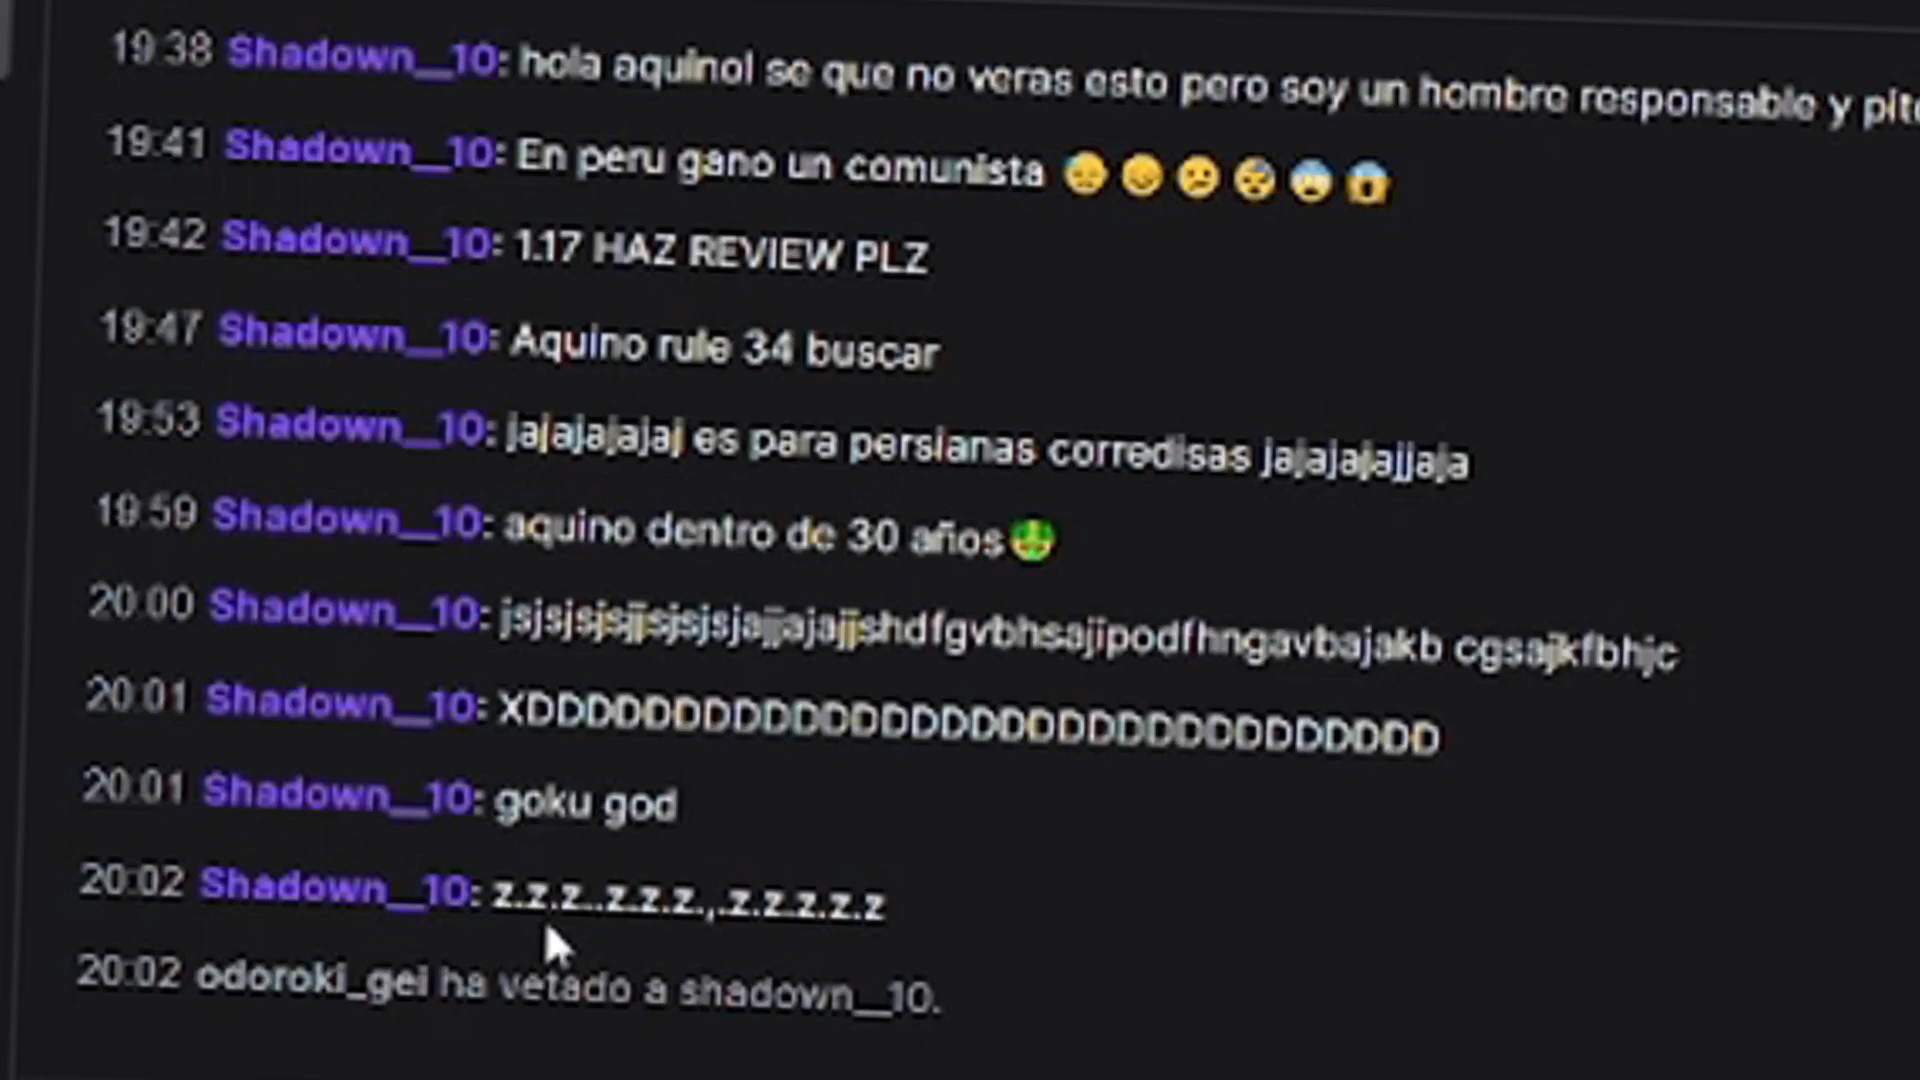 19:38 Shadown__10: hola aquinol se que no veras esto pero soy un hombre responsable y
19:41 Shadown__10: En peru gano un comunista 😓😞😕😴😨😱
19:42 Shadown__10: 1.17 HAZ REVIEW PLZ
19:47 Shadown__10: Aquino rule 34 buscar
19:53 Shadown__10: jajajajajaj es para persianas corredisas jajajajajjaja
19:59 Shadown__10: aquino dentro de 30 años🤑
20:00 Shadown__10: jsjsjsjsjjsjsjsjajjajajjshdfgvbhsajipodfhngavbajakb cgsajkfbhjc
20:01 Shadown__10: XDDDDDDDDDDDDDDDDDDDDDDDDDDDDDDD
20:01 Shadown__10: goku god
20:02 Shadown__10: z.z.z..z.z.z.,.z.z.z.z.z
20:02 odoroki_gei ha vetado a shadown__10.